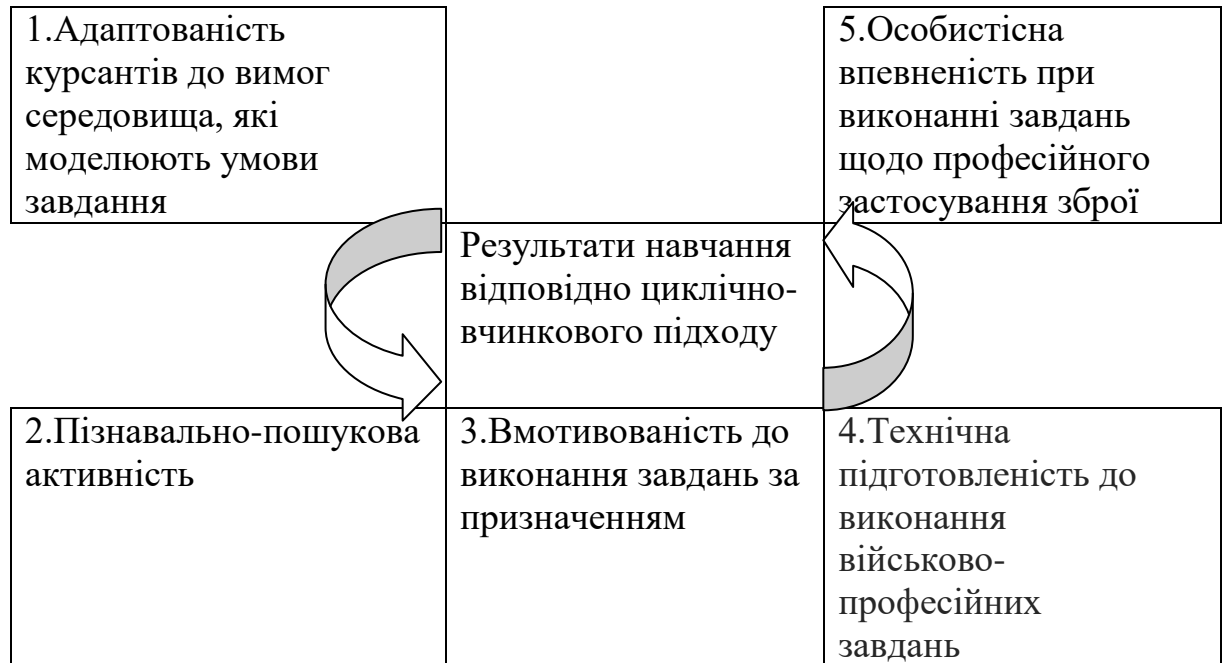 1.Адаптованість
курсантів до вимог
середовища, які
моделюють умови
завдання
5.Особистісна
впевненість при
виконанні завдань
щодо професійного
застосування зброї
Результати навчання
відповідно циклічно-
вчинкового підходу
2.Пізнавально-пошукова
активність
3.Вмотивованість до
виконання завдань за
призначенням
4.Технічна
підготовленість до
виконання
військово-
професійних
завдань